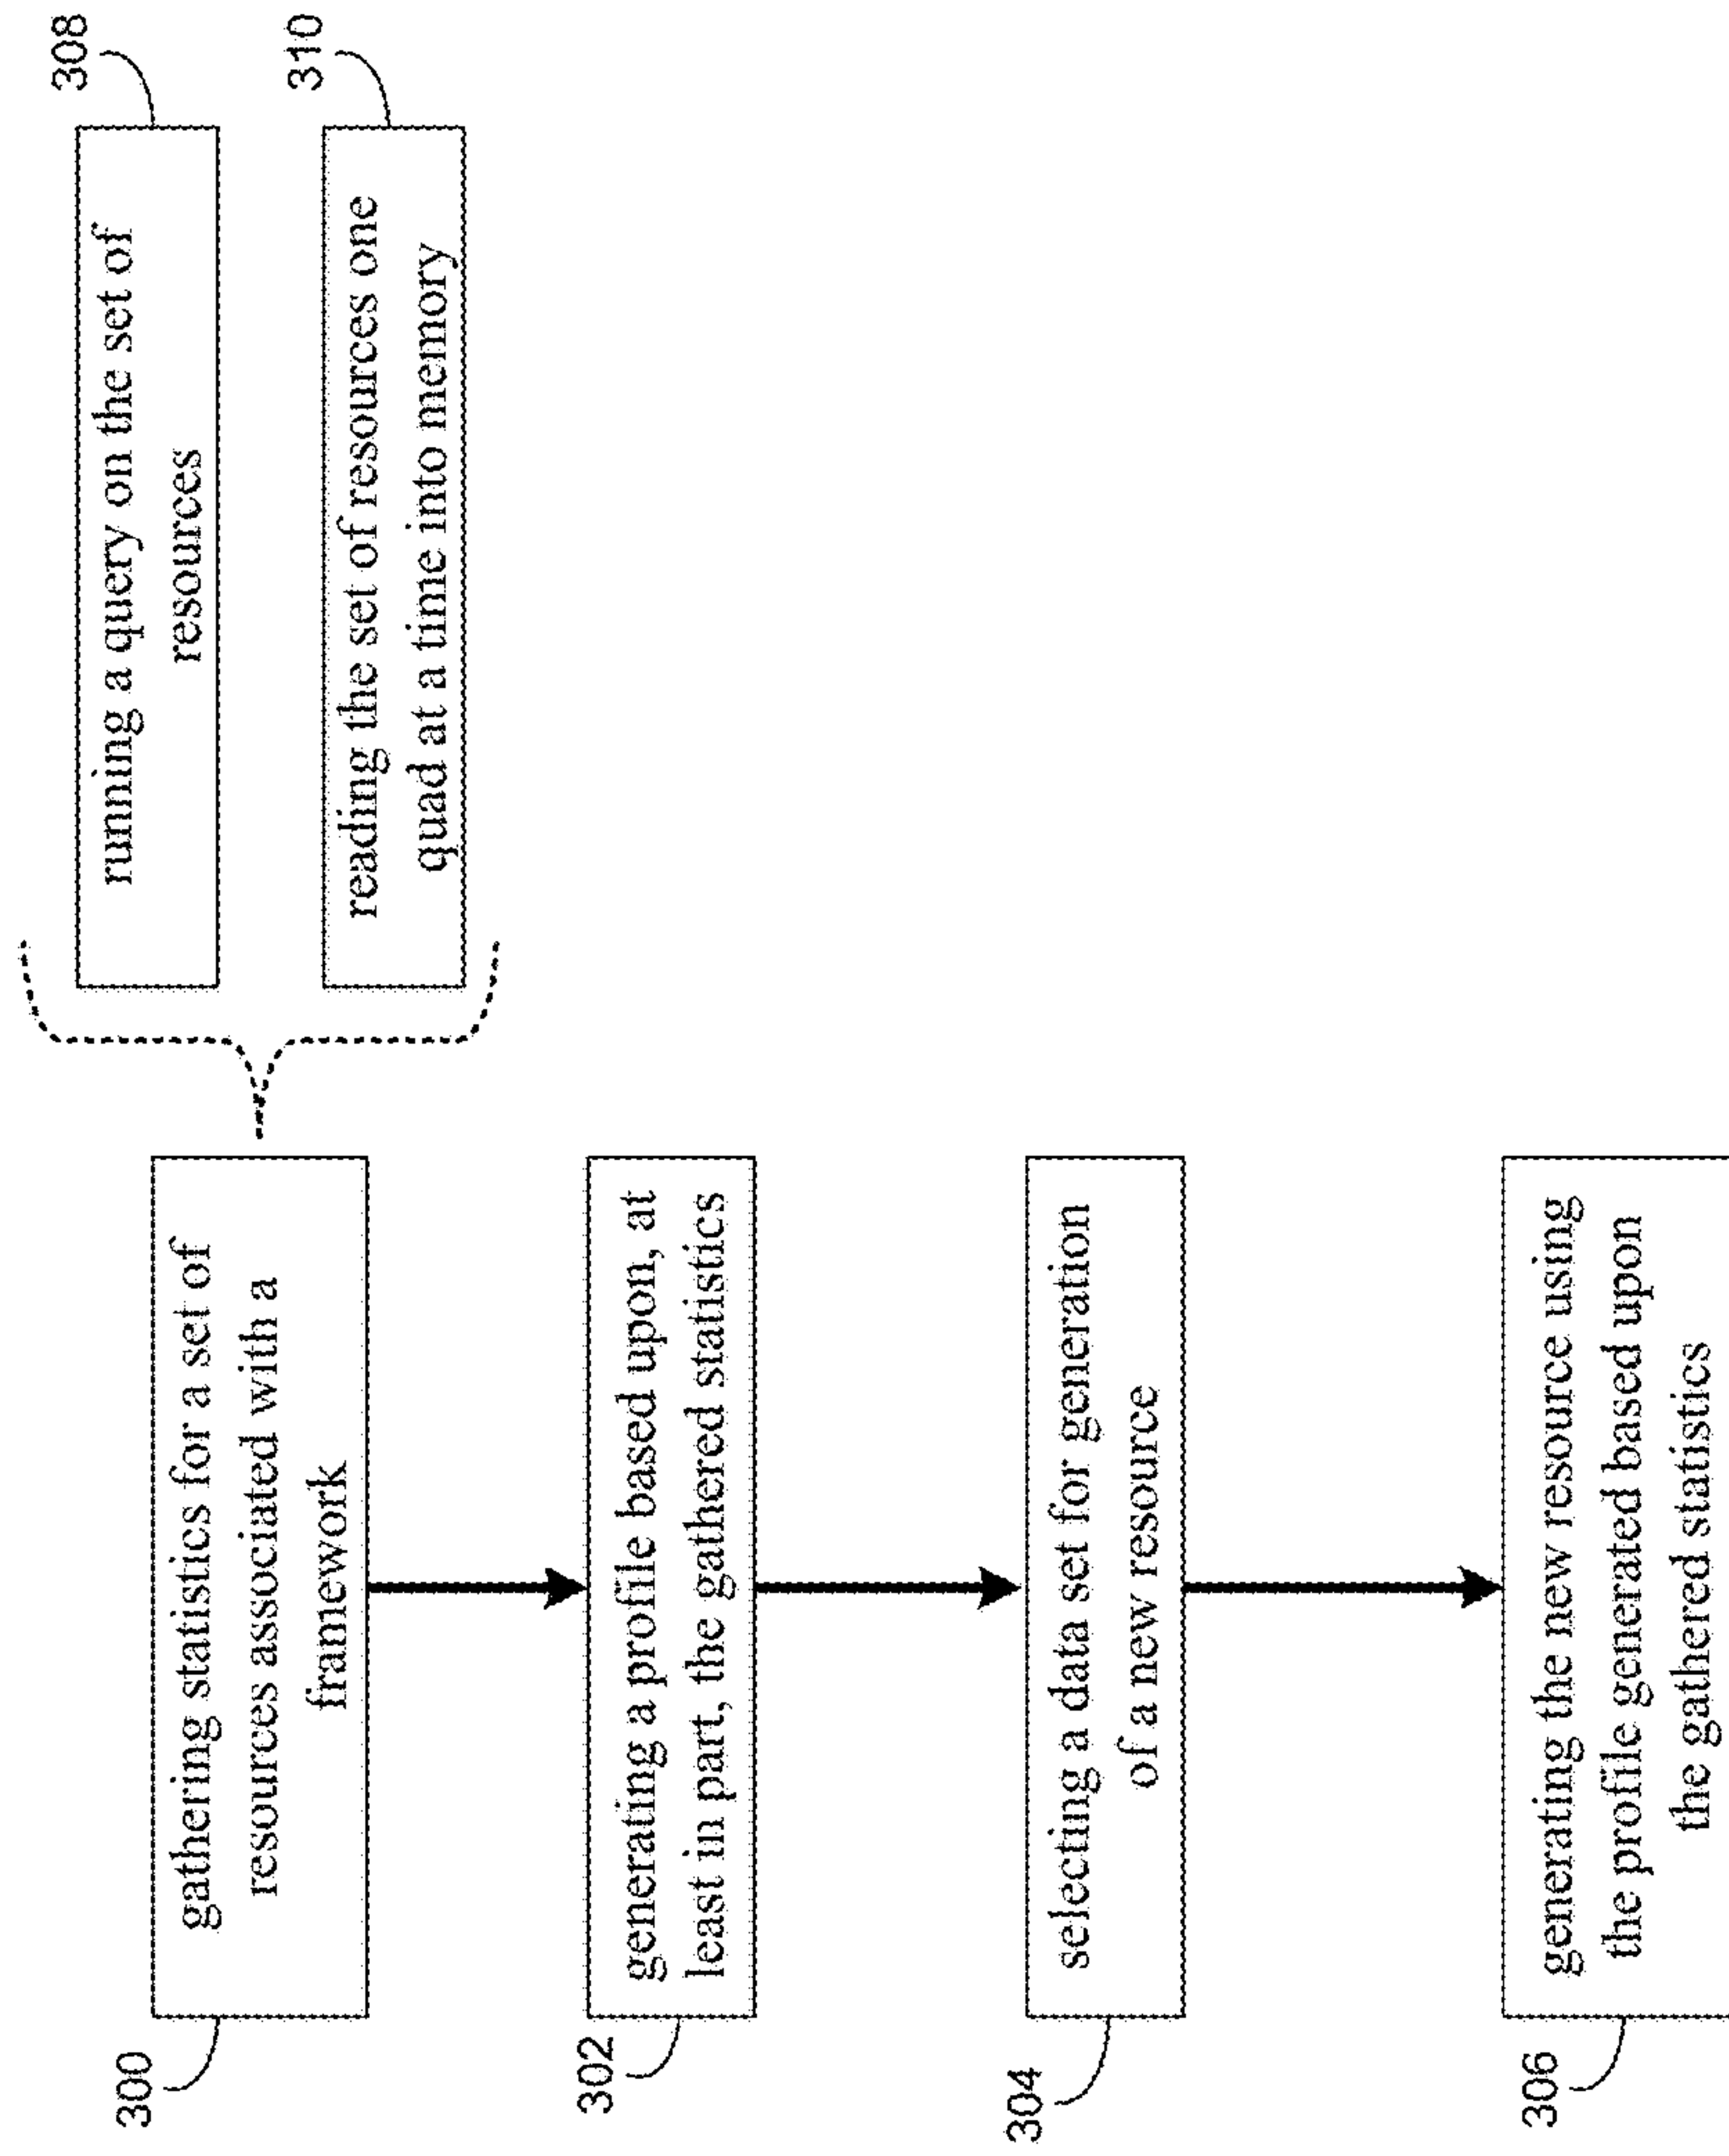 300
gathering statistics for a set of
resources associated with a
framework
302
generating a profile based upon, at
least in part, the gathered statistics
304
selecting a data set for generation
of a new resource
306
generating the new resource using
the profile generated based upon
the gathered statistics
308
running a query on the set of
resources
310
reading the set of resources one
quad at a time into memory